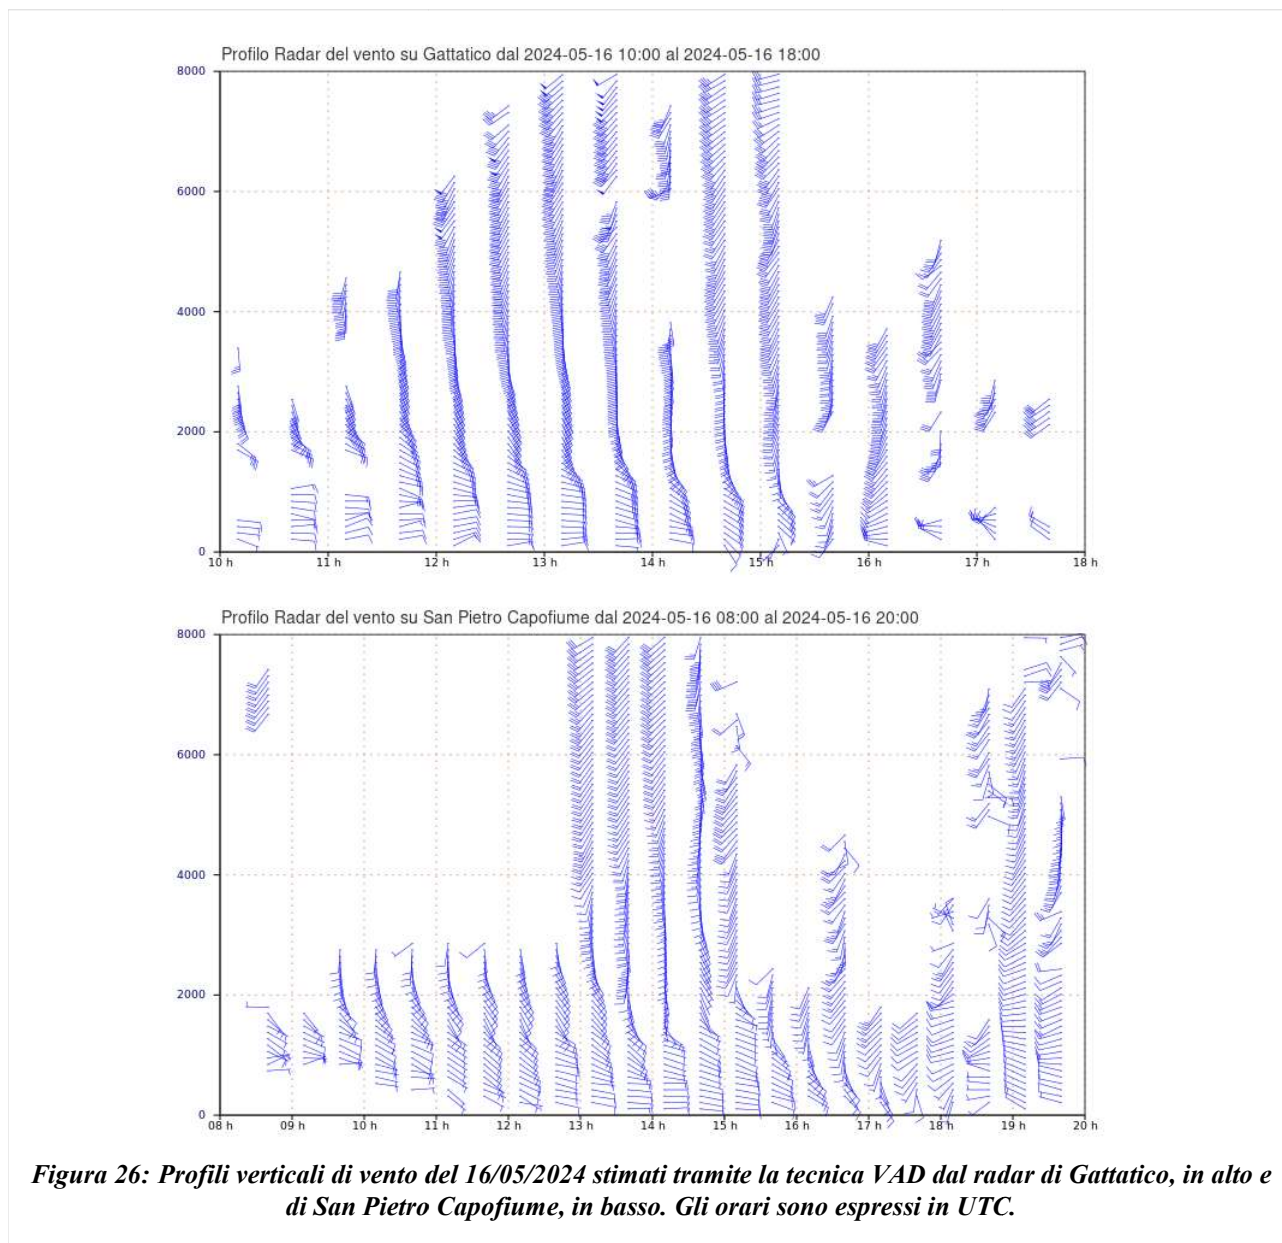 Profilo Radar del vento su Gattatico dal 2024-05-16 10:00 al 2024-05-16 18:00
8000
6000
4000
2000
0
10 h 11 h 12 h 13 h 14 h 15 h 16 h 17 h 18 h
Profilo Radar del vento su San Pietro Capofiume dal 2024-05-16 08:00 al 2024-05-16 20:00
8000
6000
4000
2000
0
08 h 09 h 10 h 11 h 12 h 13 h 14 h 15 h 16 h 17 h 18 h 19 h 20 h
Figura 26: Profili verticali di vento del 16/05/2024 stimati tramite la tecnica VAD dal radar di Gattatico, in alto e
di San Pietro Capofiume, in basso. Gli orari sono espressi in UTC.